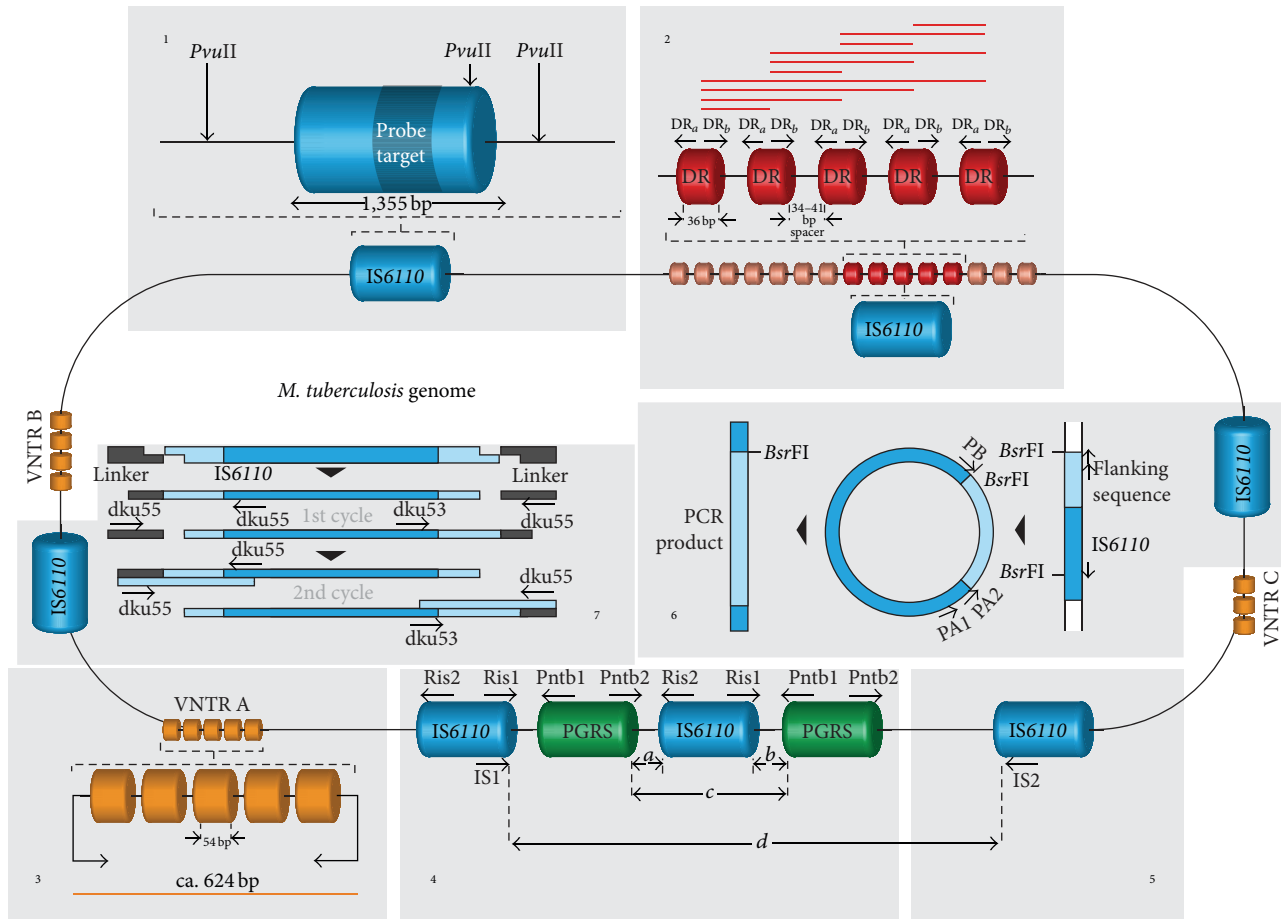 1
PvuII
PvuII
PvuII
Probe
target
1,355 bp
IS6110
2
DRa DRb
DRa DRb
DRa DRb
DRa DRb
DRa DRb
DR
DR
DR
DR
DR
36 bp
34–41
bp
spacer
IS6110
M. tuberculosis genome
VNTR B
IS6110
Linker
IS6110
Linker
dku55
dku55
1st cycle
dku53
dku55
dku55
dku55
2nd cycle
dku55
dku53
7
BsrFI
PCR
product
PB
BsrFI
PA1
PA2
BsrFI
Flanking
sequence
IS6110
BsrFI
6
IS6110
VNTR C
VNTR A
54 bp
ca. 624 bp
3
Ris2
Ris1
Pntb1
Pntb2
Ris2
Ris1
Pntb1
Pntb2
IS6110
PGRS
IS6110
PGRS
IS6110
IS1
a
b
IS2
c
d
4
5